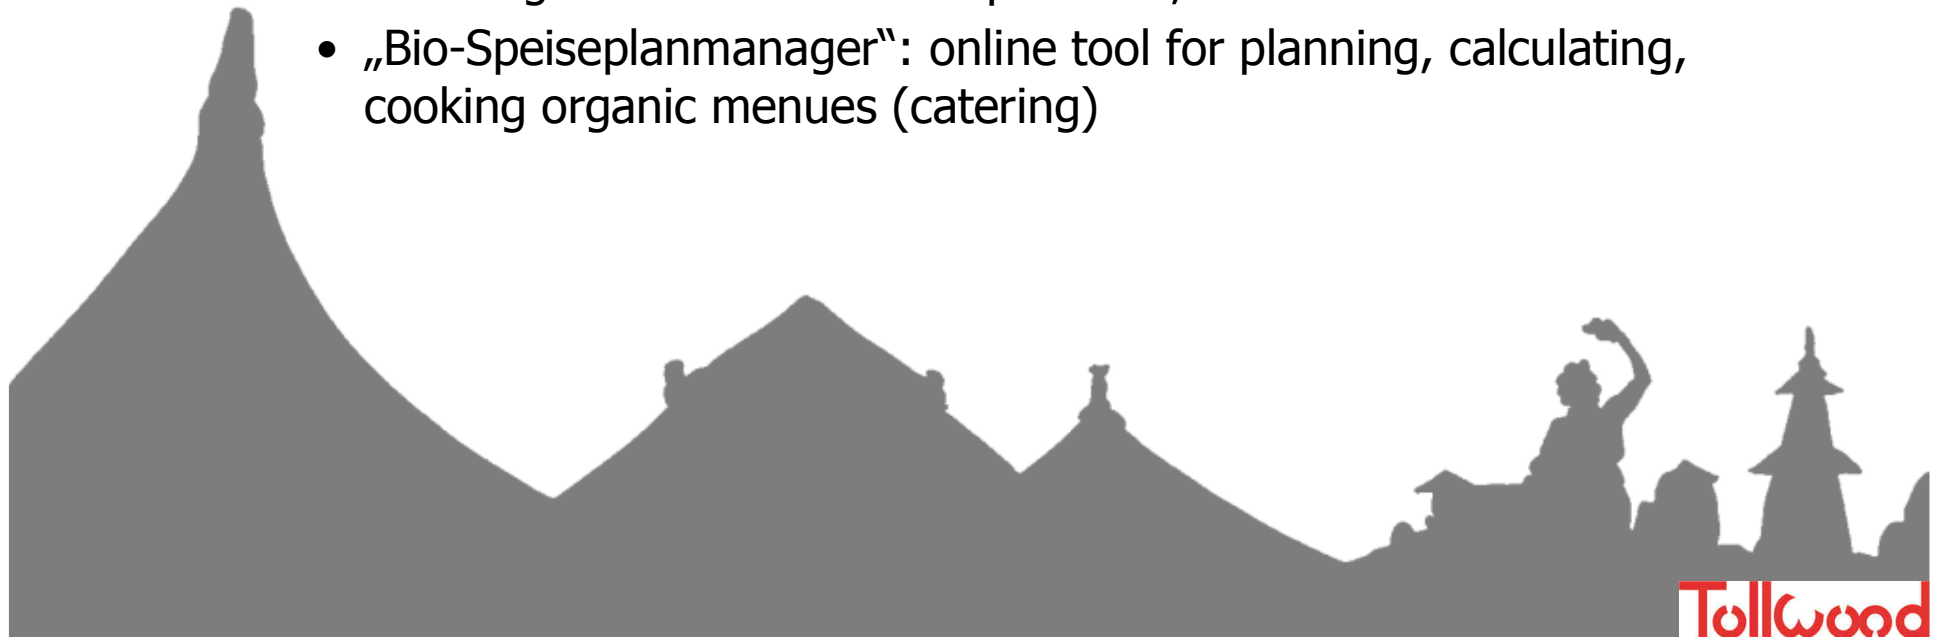 • „Bio-Speiseplanmanager“: online tool for planning, calculating,
cooking organic menues (catering)
Tollwood